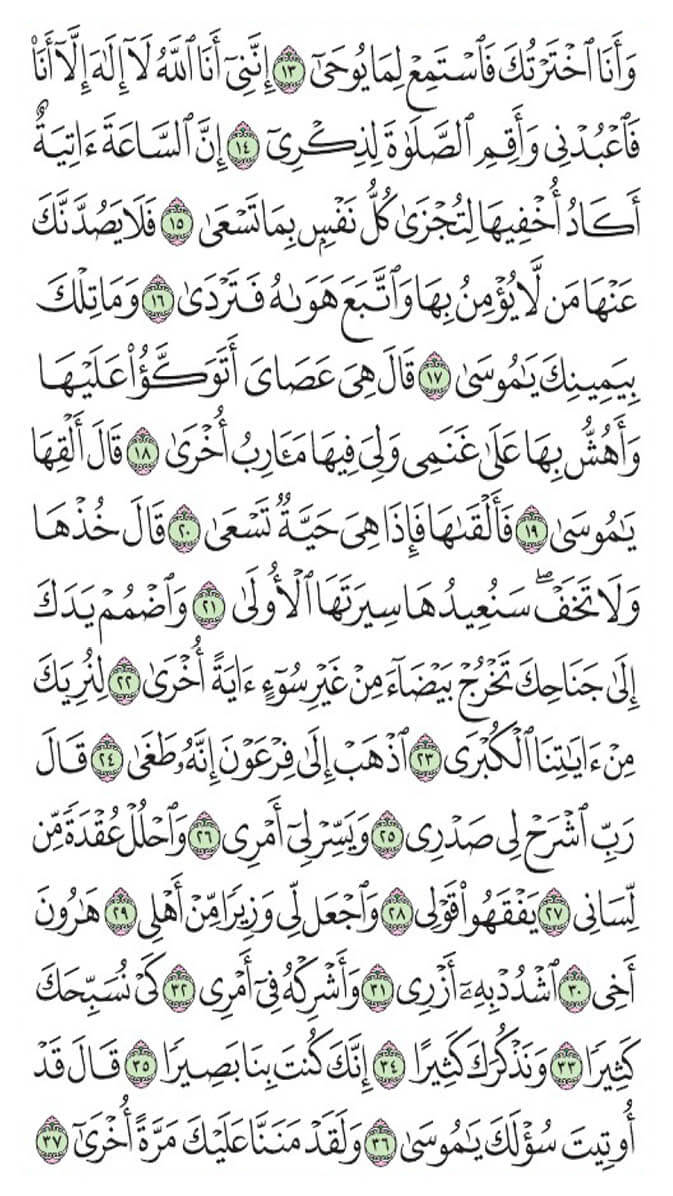 وَأَنَا ٱخْتَرْتُكَ فَٱسْتَمِعْ لِمَا يُوحَىٰٓ ١٣ إِنَّنِىٓ أَنَا ٱللَّهُ لَآ إِلَٰهَ إِلَّآ أَنَا۠
فَٱعْبُدْنِى وَأَقِمِ ٱلصَّلَوٰةَ لِذِكْرِىٓ ١٤ إِنَّ ٱلسَّاعَةَ ءَاتِيَةٌ
أَكَادُ أُخْفِيهَا لِتُجْزَىٰ كُلُّ نَفْسٍۭ بِمَا تَسْعَىٰ ١٥ فَلَا يَصُدَّنَّكَ
عَنْهَا مَن لَّا يُؤْمِنُ بِهَا وَٱتَّبَعَ هَوَىٰهُ فَتَرْدَىٰ ١٦ وَمَا تِلْكَ
بِيَمِينِكَ يَٰمُوسَىٰ ١٧ قَالَ هِىَ عَصَاىَ أَتَوَكَّؤُا۟ عَلَيْهَا
وَأَهُشُّ بِهَا عَلَىٰ غَنَمِى وَلِىَ فِيهَا مَـَٔارِبُ أُخْرَىٰ ١٨ قَالَ أَلْقِهَا
يَٰمُوسَىٰ ١٩ فَأَلْقَىٰهَا فَإِذَا هِىَ حَيَّةٌ تَسْعَىٰ ٢٠ قَالَ خُذْهَا
وَلَا تَخَفْ ۖ سَنُعِيدُهَا سِيرَتَهَا ٱلْأُولَىٰ ٢١ وَٱضْمُمْ يَدَكَ
إِلَىٰ جَنَاحِكَ تَخْرُجْ بَيْضَآءَ مِنْ غَيْرِ سُوٓءٍ ءَايَةً أُخْرَىٰ ٢٢ لِنُرِيَكَ
مِنْ ءَايَٰتِنَا ٱلْكُبْرَى ٢٣ ٱذْهَبْ إِلَىٰ فِرْعَوْنَ إِنَّهُۥ طَغَىٰ ٢٤ قَالَ
رَبِّ ٱشْرَحْ لِى صَدْرِى ٢٥ وَيَسِّرْ لِىٓ أَمْرِى ٢٦ وَٱحْلُلْ عُقْدَةً مِّن
لِّسَانِى ٢٧ يَفْقَهُوا۟ قَوْلِى ٢٨ وَٱجْعَل لِّى وَزِيرًا مِّنْ أَهْلِى ٢٩ هَٰرُونَ
أَخِى ٣٠ ٱشْدُدْ بِهِۦٓ أَزْرِى ٣١ وَأَشْرِكْهُ فِىٓ أَمْرِى ٣٢ كَىْ نُسَبِّحَكَ
كَثِيرًا ٣٣ وَنَذْكُرَكَ كَثِيرًا ٣٤ إِنَّكَ كُنتَ بِنَا بَصِيرًا ٣٥ قَالَ قَدْ
أُوتِيتَ سُؤْلَكَ يَٰمُوسَىٰ ٣٦ وَلَقَدْ مَنَنَّا عَلَيْكَ مَرَّةً أُخْرَىٰٓ ٣٧